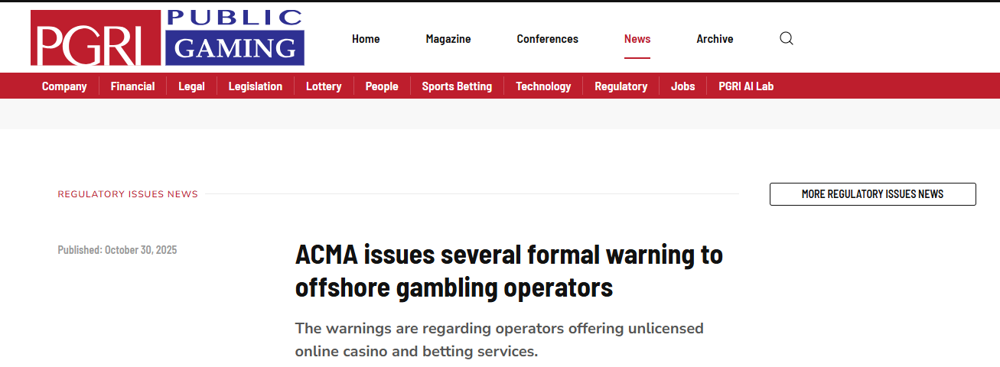 PGRI
PUBLIC
GAMING
Home Magazine Conferences News Archive
Company Financial Legal Legislation Lottery People Sports Betting Technology Regulatory Jobs PGRI AI Lab
REGULATORY ISSUES NEWS
MORE REGULATORY ISSUES NEWS
Published: October 30, 2025
ACMA issues several formal warning to
offshore gambling operators
The warnings are regarding operators offering unlicensed
online casino and betting services.